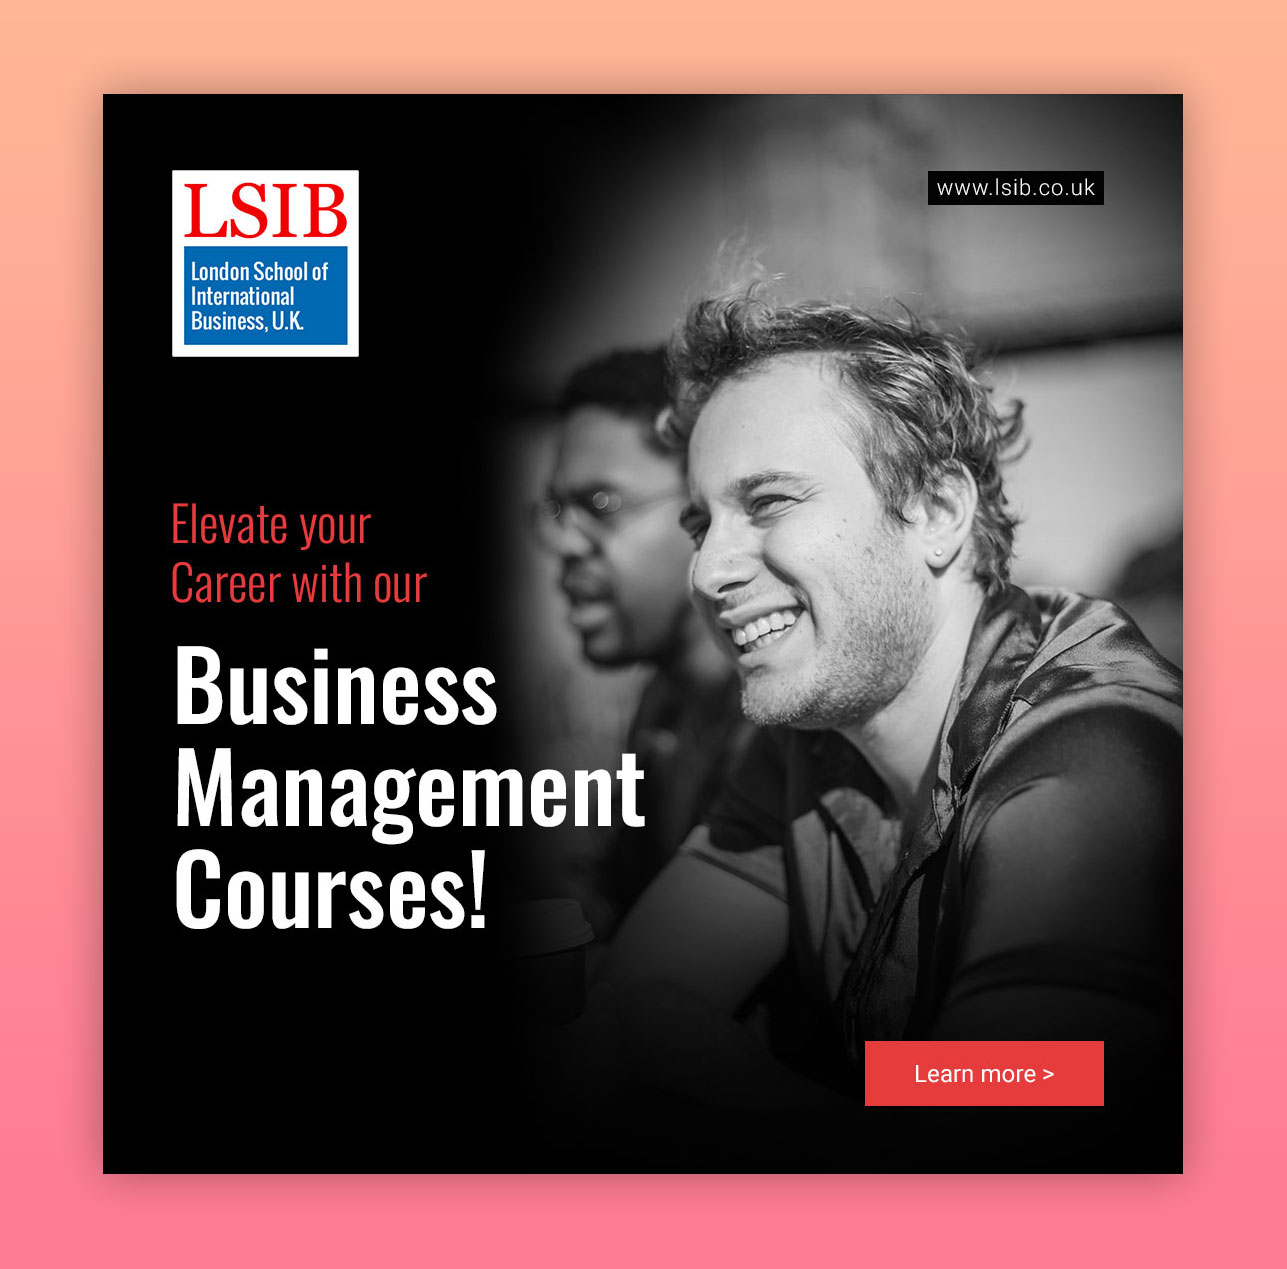 LSIB
London School of
International
Business, U.K.
www.lsib.co.uk
Elevate your
Career with our
Business
Management
Courses!
Learn more >